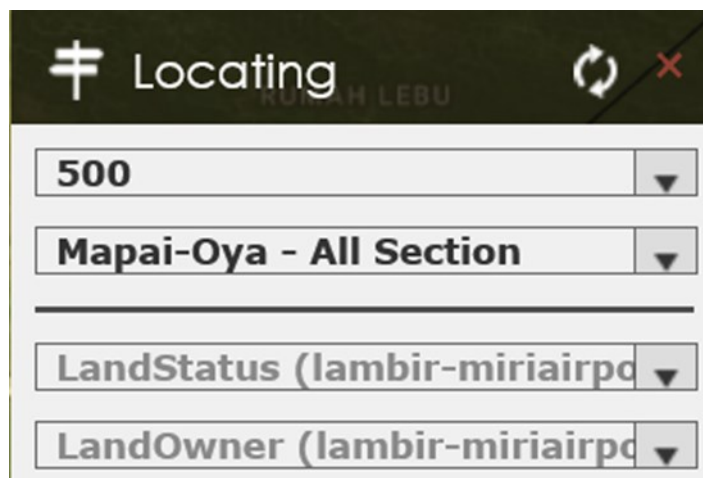 Locating
RUMAH LEBU
500
Mapai-Oya - All Section
LandStatus (lambir-miriairpo
LandOwner (lambir-miriairpo